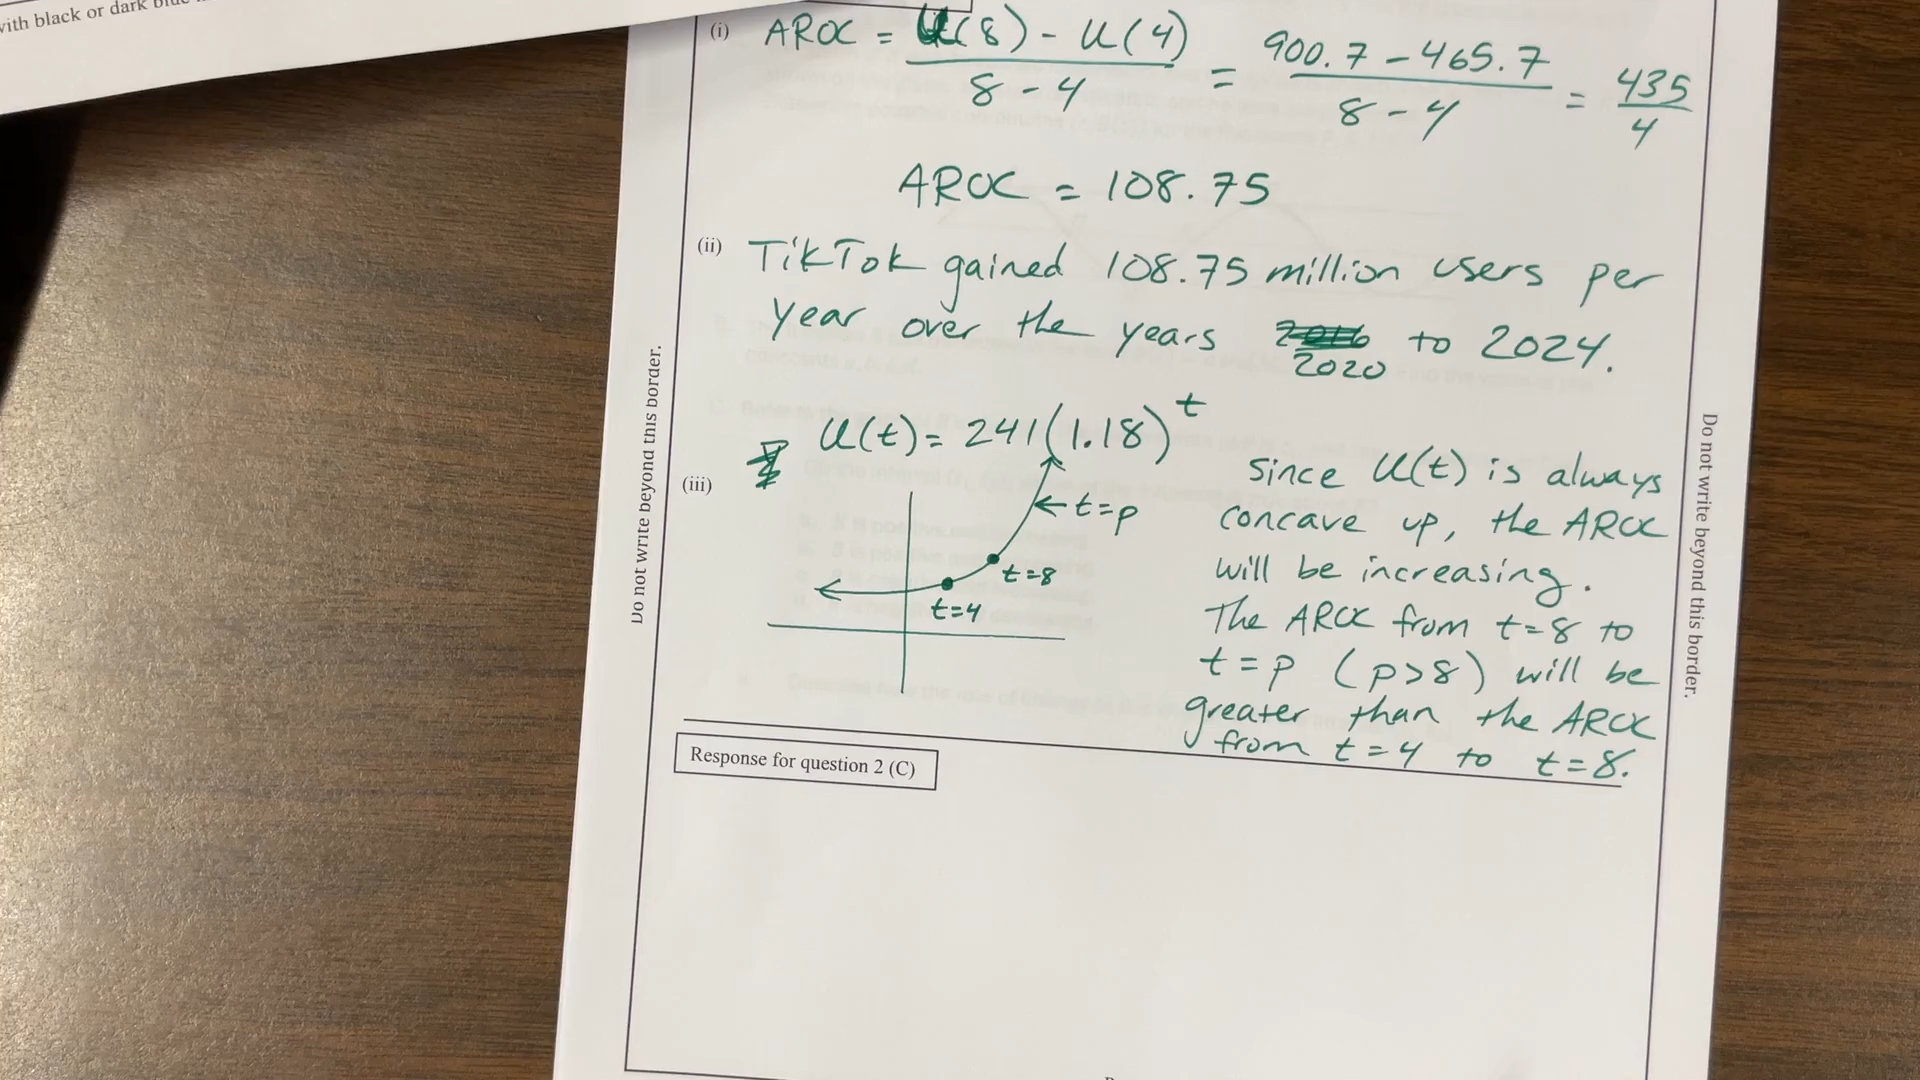 with black or dark blue
(i) AROC = U(8) - U(4) / 8 - 4 = 900.7 - 465.7 / 8 - 4 = 435 / 4
AROC = 108.75
(ii) TikTok gained 108.75 million users per
year over the years 2016 to 2024.
2020
U(t) = 241(1.18)^t
(iii)
t=p
t=8
t=4
since U(t) is always
concave up, the AROC
will be increasing.
The AROC from t=8 to
t=p (p>8) will be
greater than the AROC
from t=4 to t=8.
Response for question 2 (C)
Do not write beyond this border.
Do not write beyond this border.